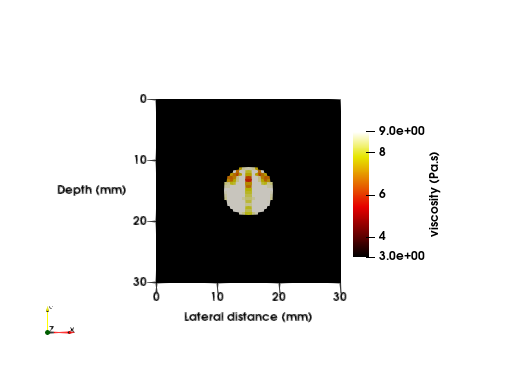 0
10
Depth (mm)
20
30
0 10 20 30
Lateral distance (mm)
9.0e+00
8
6
4
3.0e+00
viscosity (Pa.s)
Z X